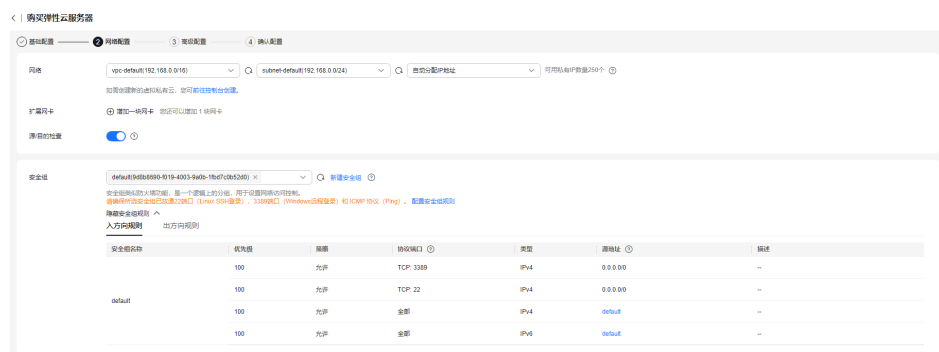 < | 购买弹性云服务器
基础配置 2 网络配置 3 高级配置 4 确认配置
网络 vpc-default(192.168.0.0/16) subnet-default(192.168.0.0/24) 自动分配IP地址 可用私有IP数量250个
如需创建新的虚拟私有云，您可前往控制台创建。
扩展网卡 增加一块网卡 您还可以增加 1 块网卡
源/目的检查
安全组 default(9d8b8690-f019-4003-9a0b-1fbd7c0b52d0) × 新建安全组
安全组类似防火墙功能，是一个逻辑上的分组，用于设置网络访问控制。
请确保所选安全组已放通22端口（Linux SSH登录），3389端口（Windows远程登录）和 ICMP 协议（Ping）。 配置安全组规则
隐藏安全组规则
入方向规则 出方向规则
安全组名称 优先级 策略 协议端口 类型 源地址 描述
100 允许 TCP: 3389 IPv4 0.0.0.0/0 --
100 允许 TCP: 22 IPv4 0.0.0.0/0 --
default
100 允许 全部 IPv4 default --
100 允许 全部 IPv6 default --